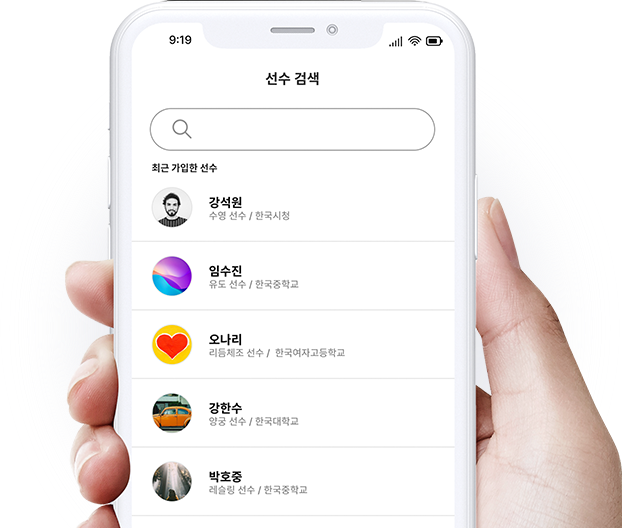 9:19
선수 검색
최근 가입한 선수
강석원
수영 선수 / 한국시청
임수진
유도 선수 / 한국중학교
오나리
리듬체조 선수 / 한국여자고등학교
강한수
양궁 선수 / 한국대학교
박호중
레슬링 선수 / 한국중학교